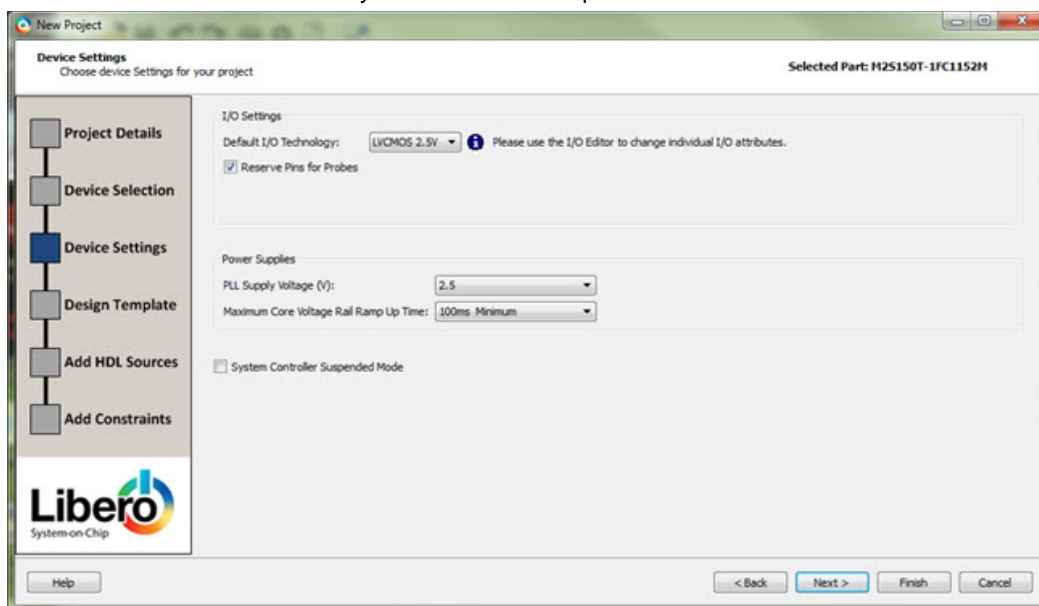 New Project
Device Settings
Choose device Settings for your project
Selected Part: M2S150T-1FC1152M
Project Details
Device Selection
Device Settings
Design Template
Add HDL Sources
Add Constraints
Libero
System-on-Chip
I/O Settings
Default I/O Technology: LVCMOS 2.5V Please use the I/O Editor to change individual I/O attributes.
Reserve Pins for Probes
Power Supplies
PLL Supply Voltage (V): 2.5
Maximum Core Voltage Rail Ramp Up Time: 100ms Minimum
System Controller Suspended Mode
Help < Back Next > Finish Cancel